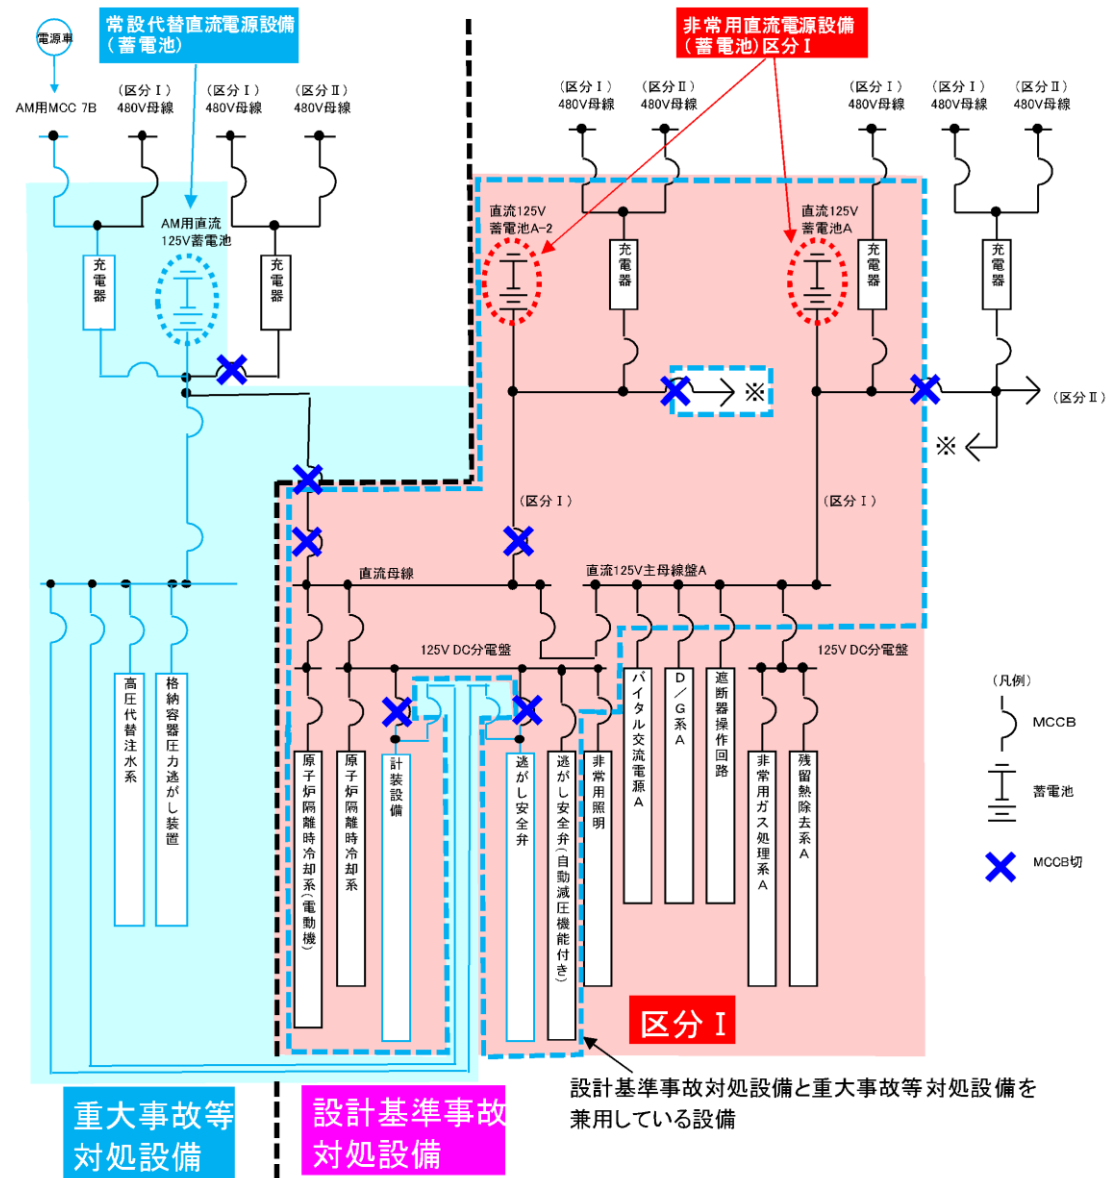 常設代替直流電源設備
(蓄電池)
非常用直流電源設備
(蓄電池)区分Ⅰ
電源車
AM用MCC 7B
(区分Ⅰ)
480V母線
(区分Ⅰ)
480V母線
(区分Ⅱ)
480V母線
(区分Ⅰ)
480V母線
(区分Ⅱ)
480V母線
(区分Ⅰ)
480V母線
(区分Ⅰ)
480V母線
(区分Ⅱ)
480V母線
充電器
AM用直流
125V蓄電池
充電器
直流125V
蓄電池A-2
充電器
直流125V
蓄電池A
充電器
充電器
※
(区分Ⅱ)
※
(区分Ⅰ)
(区分Ⅰ)
直流母線
直流125V主母線盤A
125V DC分電盤
125V DC分電盤
高圧代替注水系
格納容器圧力逃がし装置
原子炉隔離時冷却系(電動機)
原子炉隔離時冷却系
計装設備
逃がし安全弁
逃がし安全弁(自動減圧機能付き)
非常用照明
バイタル交流電源A
D/G系A
遮断器操作回路
非常用ガス処理系A
残留熱除去系A
(凡例)
MCCB
蓄電池
MCCB切
区分Ⅰ
設計基準事故対処設備と重大事故等対処設備を
兼用している設備
重大事故等
対処設備
設計基準事故
対処設備